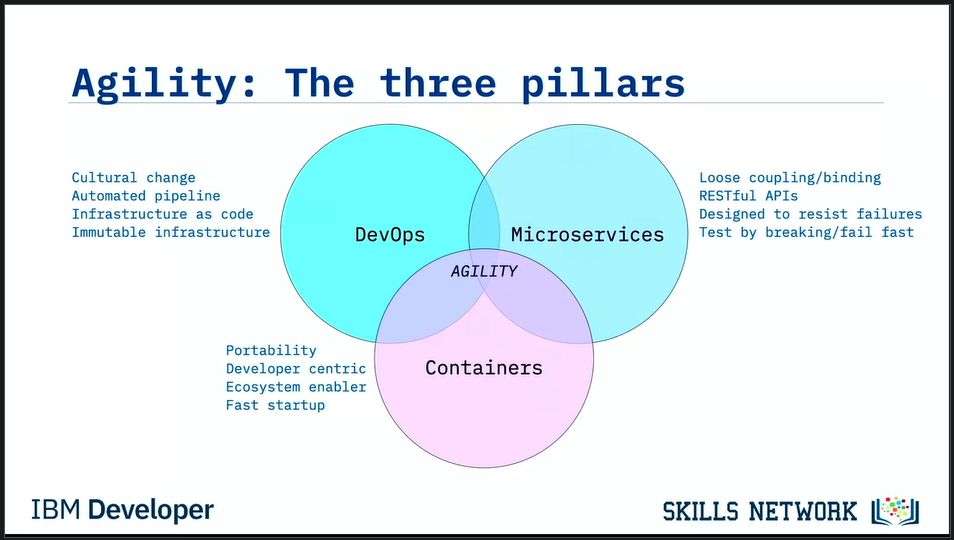 Agility: The three pillars
Cultural change
Automated pipeline
Infrastructure as code
Immutable infrastructure
DevOps
Microservices
Loose coupling/binding
RESTful APIs
Designed to resist failures
Test by breaking/fail fast
AGILITY
Portability
Developer centric
Ecosystem enabler
Fast startup
Containers
IBM Developer
SKILLS NETWORK